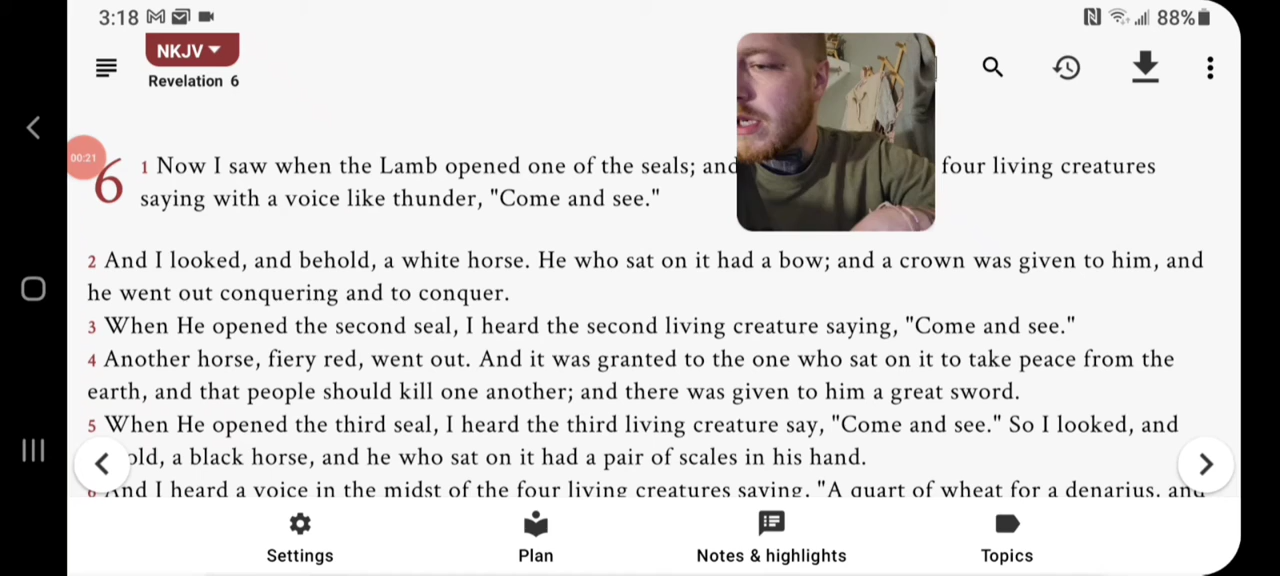 3:18
88%
NKJV
Revelation 6
00:21
6
1 Now I saw when the Lamb opened one of the seals; and four living creatures
saying with a voice like thunder, "Come and see."
2 And I looked, and behold, a white horse. He who sat on it had a bow; and a crown was given to him, and
he went out conquering and to conquer.
3 When He opened the second seal, I heard the second living creature saying, "Come and see."
4 Another horse, fiery red, went out. And it was granted to the one who sat on it to take peace from the
earth, and that people should kill one another; and there was given to him a great sword.
5 When He opened the third seal, I heard the third living creature say, "Come and see." So I looked, and
old, a black horse, and he who sat on it had a pair of scales in his hand.
6 And I heard a voice in the midst of the four living creatures saying, "A quart of wheat for a denarius, and
Settings
Plan
Notes & highlights
Topics